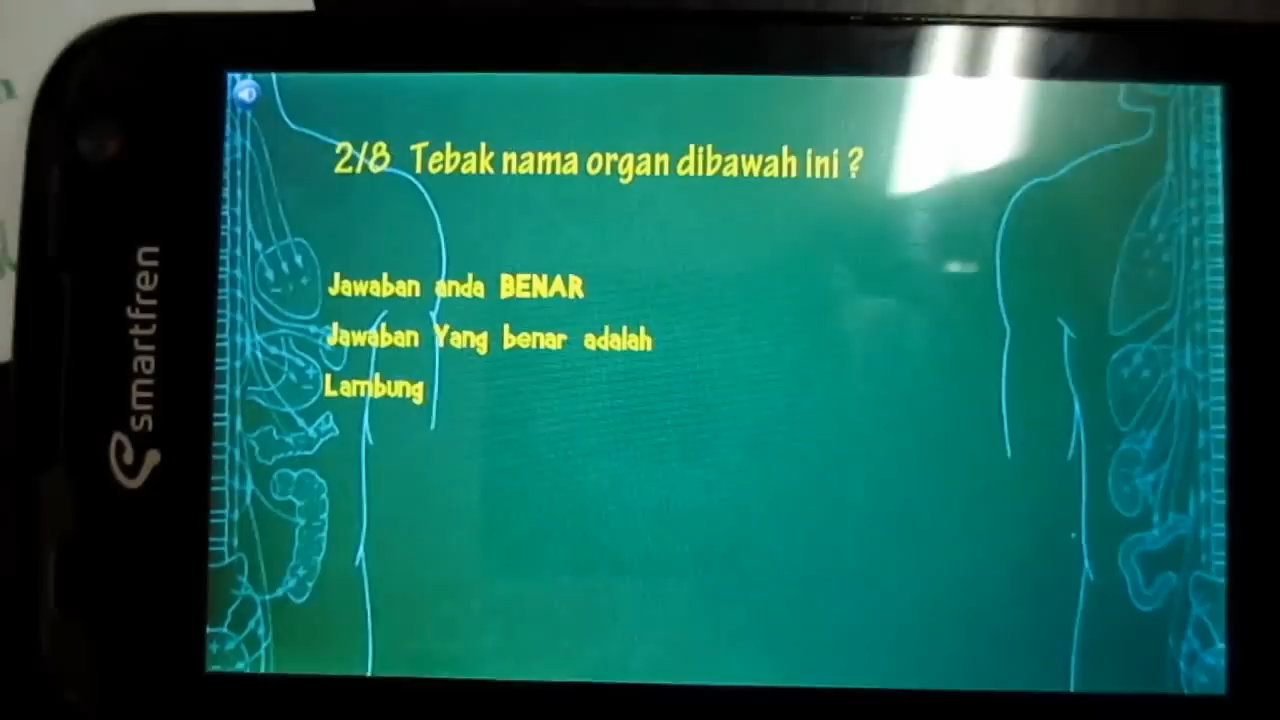 smartfren
2/8 Tebak nama organ dibawah ini ?
Jawaban anda BENAR
Jawaban Yang benar adalah
Lambung